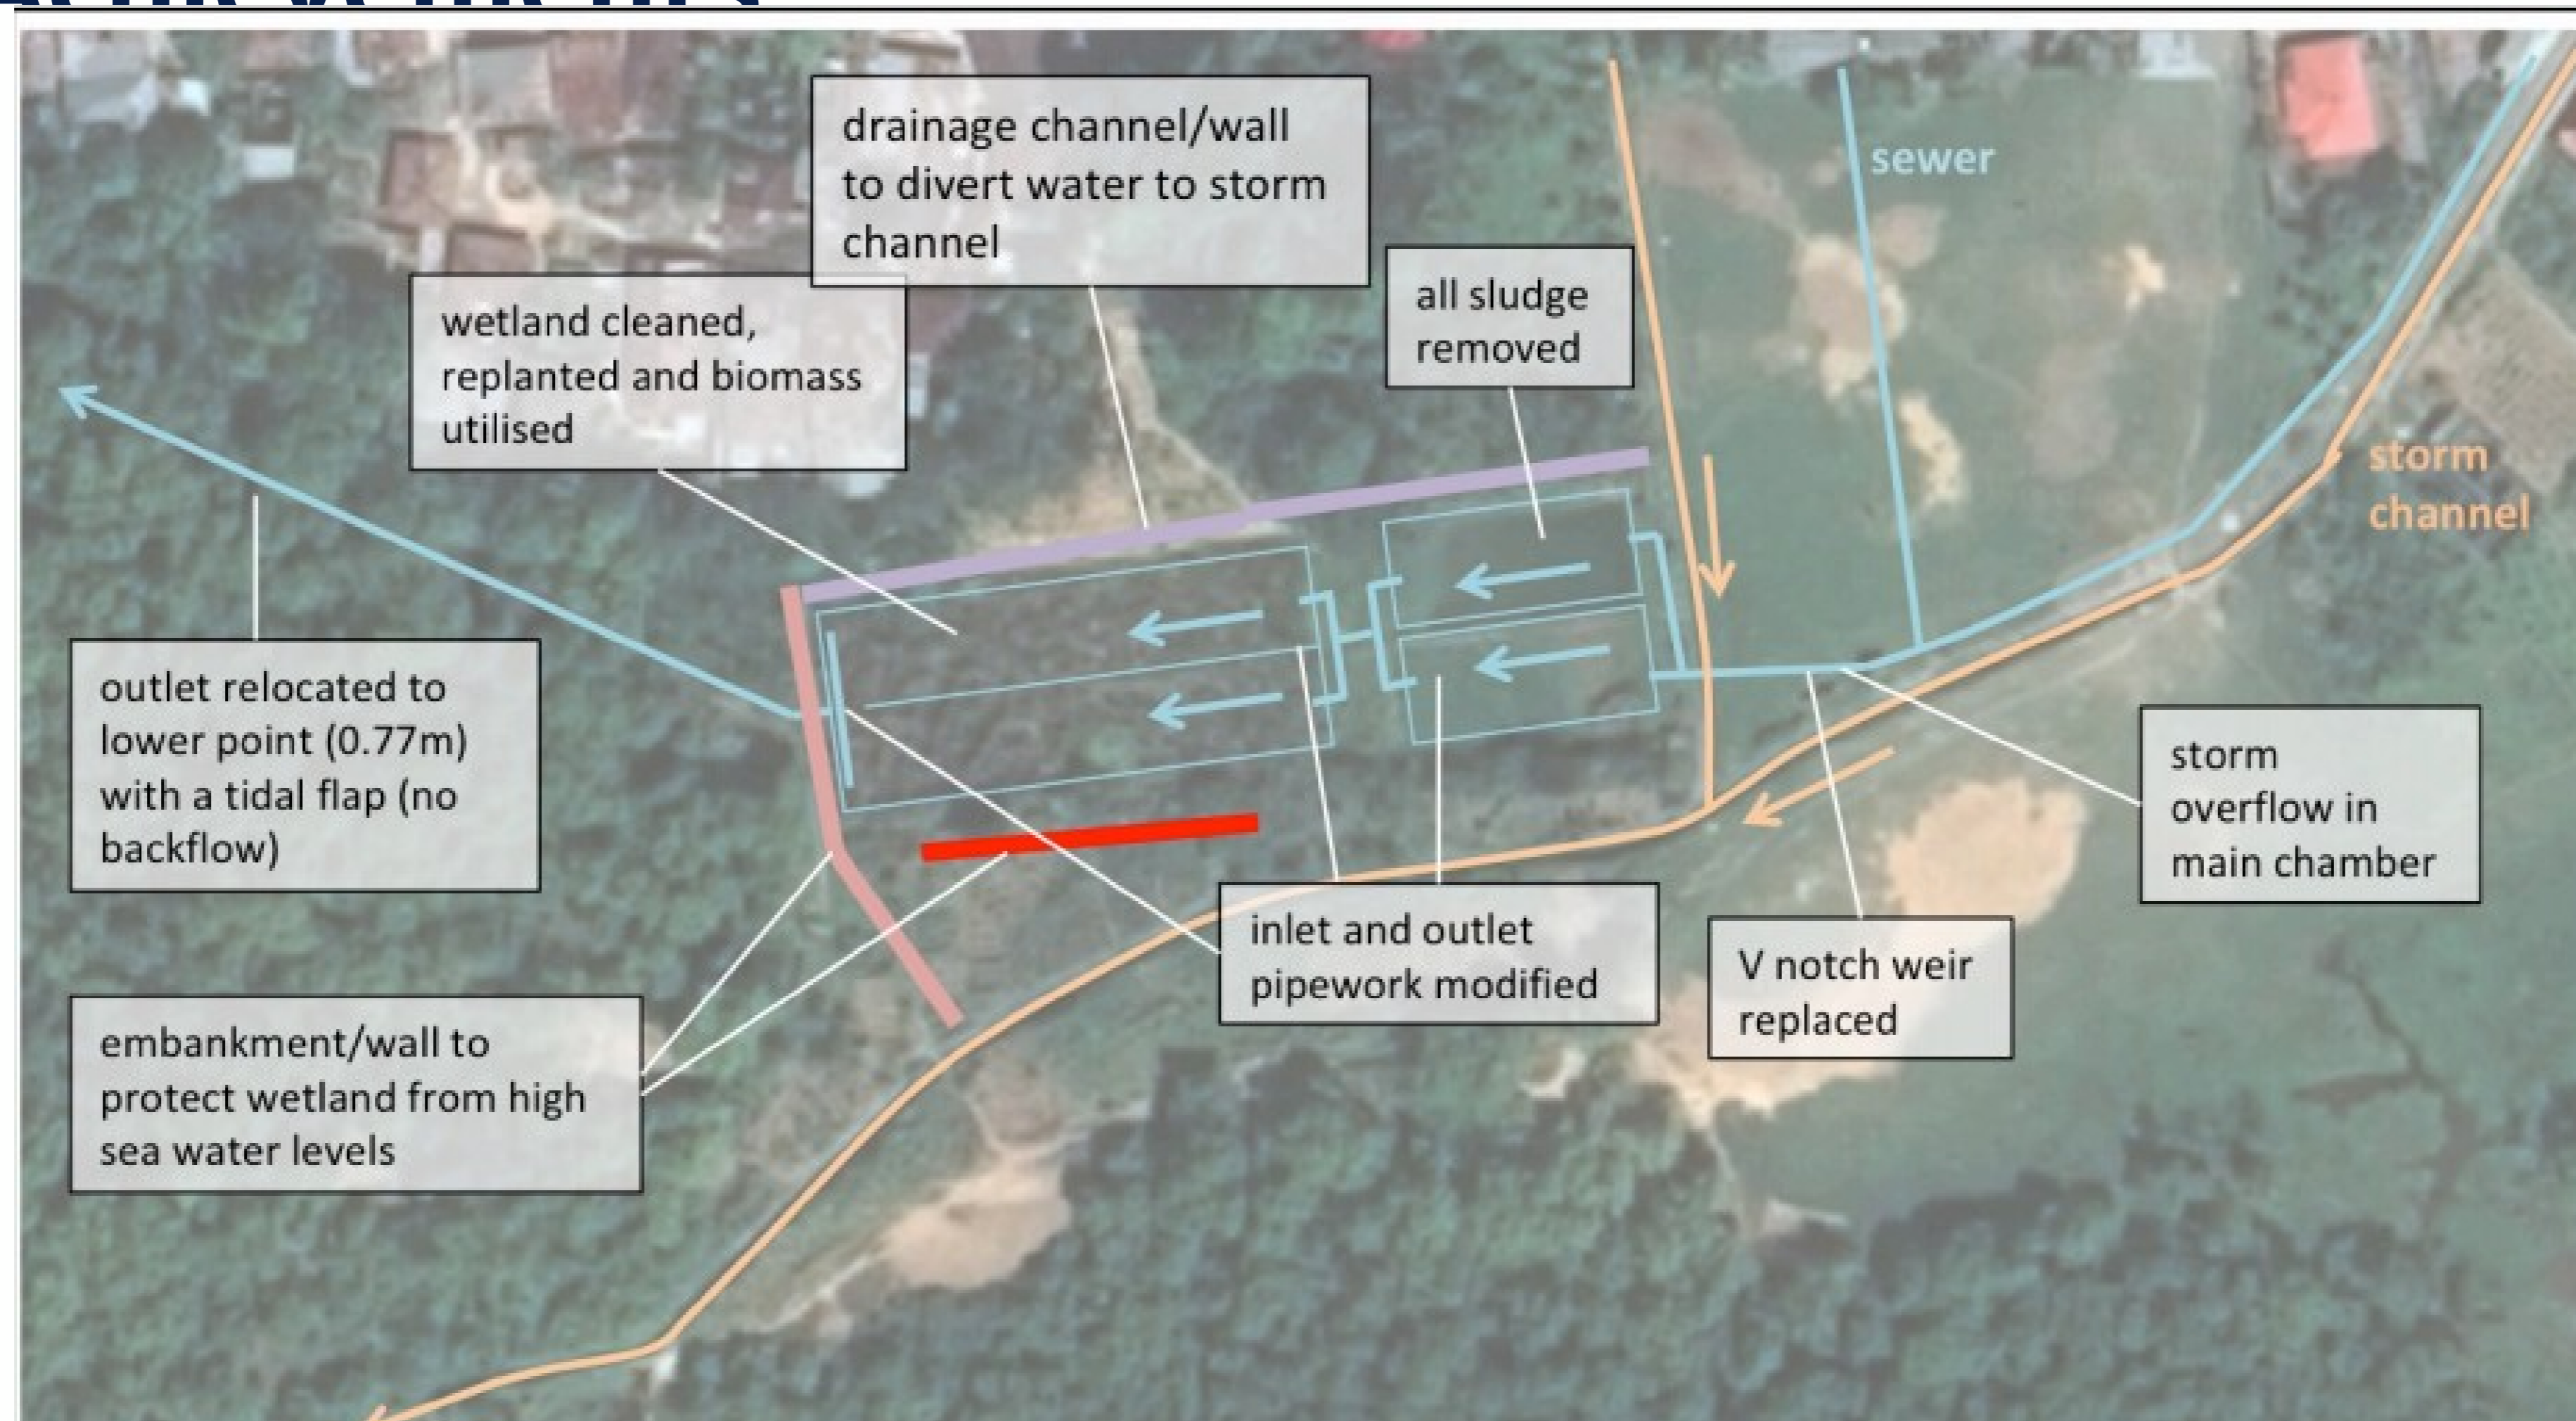 drainage channel/wall
to divert water to storm
channel
sewer
all sludge
removed
wetland cleaned,
replanted and biomass
utilised
storm
channel
outlet relocated to
lower point (0.77m)
with a tidal flap (no
backflow)
storm
overflow in
main chamber
inlet and outlet
pipework modified
V notch weir
replaced
embankment/wall to
protect wetland from high
sea water levels